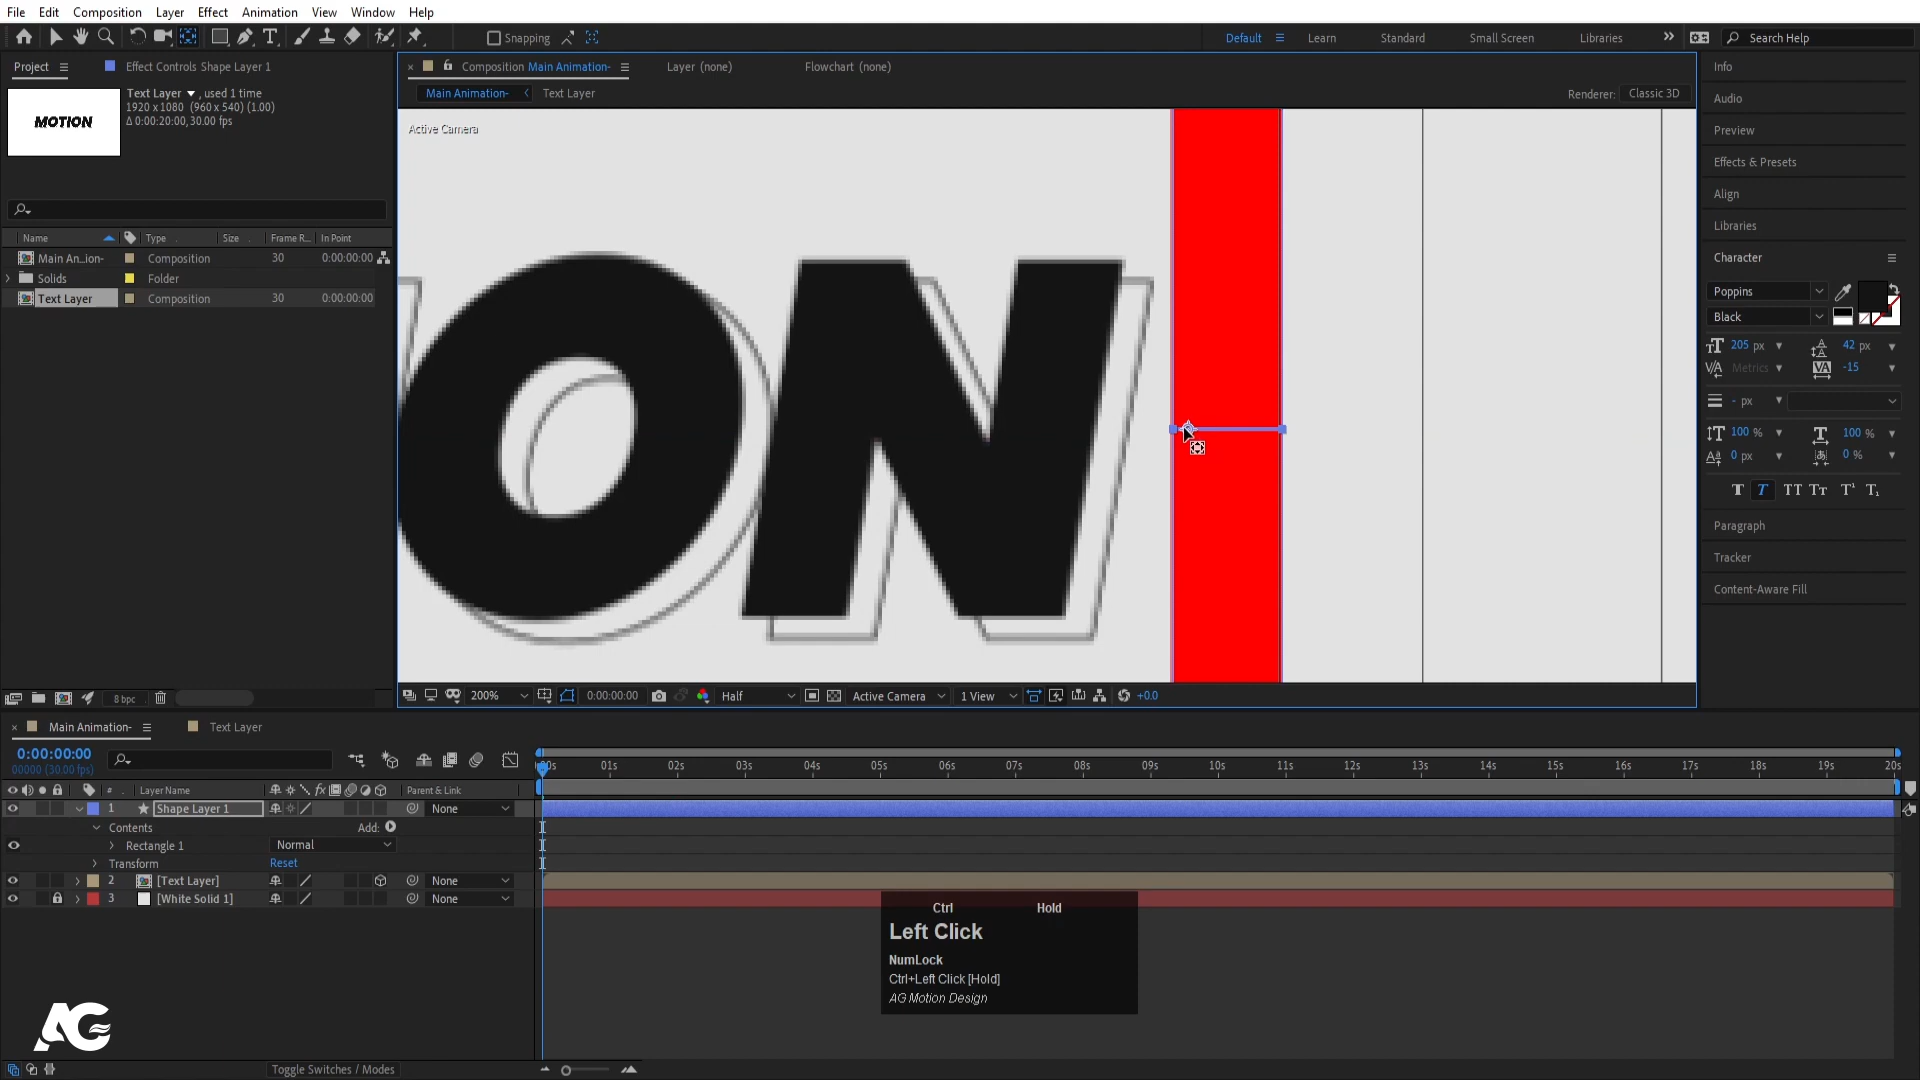 File Edit Composition Layer Effect Animation View Window Help
Snapping
Default Learn Standard Small Screen Libraries Search Help
Project Effect Controls Shape Layer 1
MOTION
Text Layer , used 1 time
1920 x 1080 (960 x 540) (1.00)
Δ 0:00:20:00, 30.00 fps
Name Type Size Frame R... In Point
Main An...ion- Composition 30 0:00:00:00
Solids Folder
Text Layer Composition 30 0:00:00:00
8 bpc
Composition Main Animation- Layer (none) Flowchart (none)
Main Animation- Text Layer
Renderer: Classic 3D
Active Camera
ON
200% 0:00:00:00 Half Active Camera 1 View +0.0
Info
Audio
Preview
Effects & Presets
Align
Libraries
Character
Poppins
Black
205 px 42 px
Metrics -15
- px
100 % 100 %
0 px 0 %
T T TT Tt T¹ T₁
Paragraph
Tracker
Content-Aware Fill
Main Animation- Text Layer
0:00:00:00
00000 (30.00 fps)
00s 01s 02s 03s 04s 05s 06s 07s 08s 09s 10s 11s 12s 13s 14s 15s 16s 17s 18s 19s 20s
# . Layer Name Parent & Link
1 Shape Layer 1 None
Contents Add:
Rectangle 1 Normal
Transform Reset
2 [Text Layer] None
3 [White Solid 1] None
Ctrl Hold
Left Click
NumLock
Ctrl+Left Click [Hold]
AG Motion Design
AG
Toggle Switches / Modes